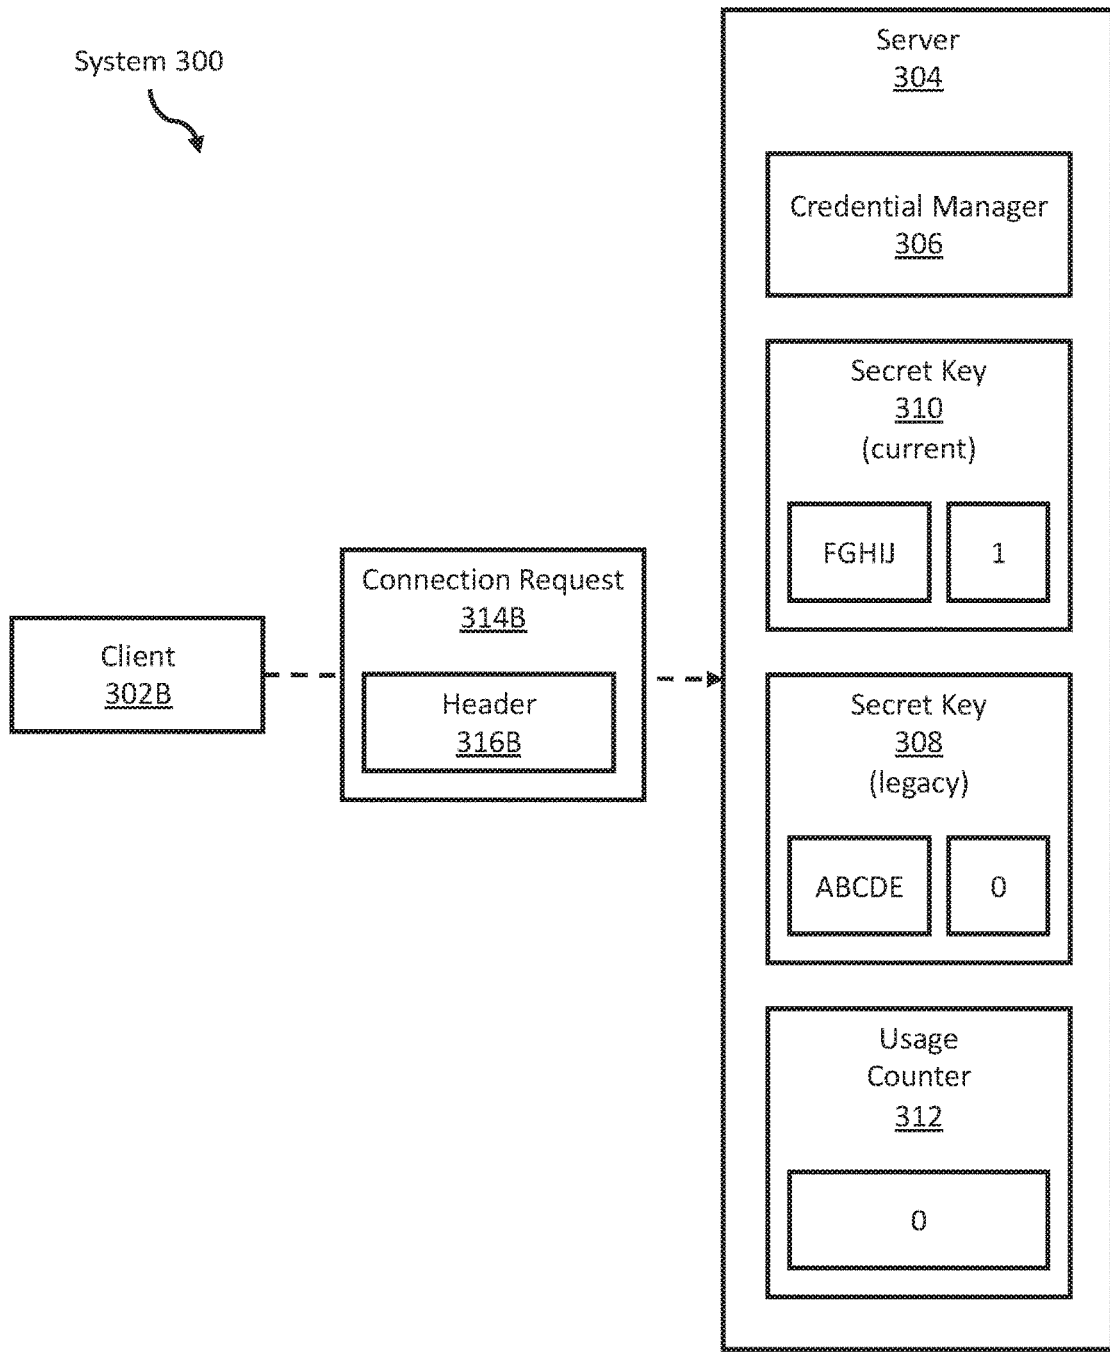 System 300
Server
304
Credential Manager
306
Secret Key
310
(current)
FGHIJ
1
Connection Request
314B
Header
316B
Client
302B
Secret Key
308
(legacy)
ABCDE
0
Usage
Counter
312
0